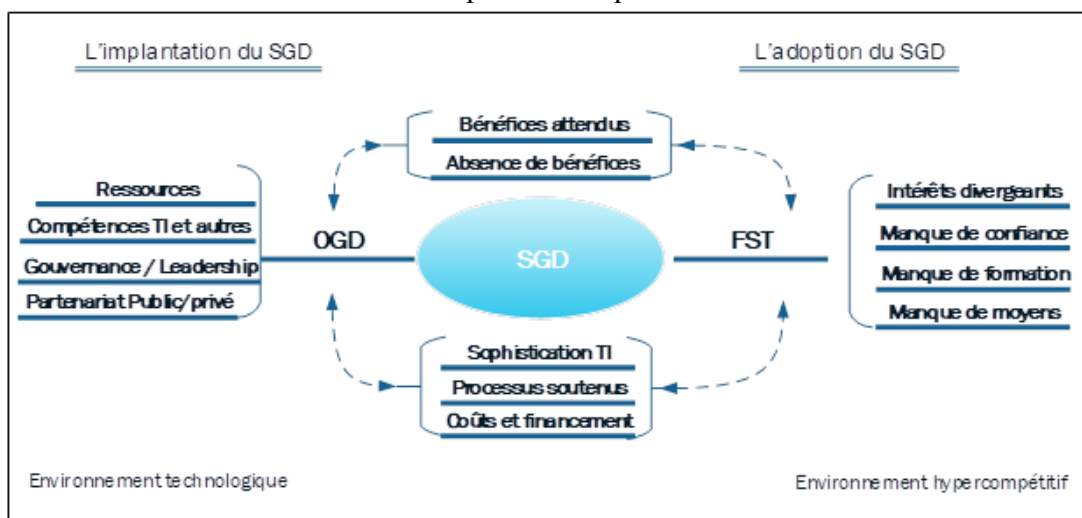 L'implantation du SGD
L'adoption du SGD
Bénéfices attendus
Absence de bénéfices
Ressources
Compétences TI et autres
Gouvernance / Leadership
Partenariat Public/privé
OGD
SGD
FST
Intérêts divergeants
Manque de confiance
Manque de formation
Manque de moyens
Sophistication TI
Processus soutenus
Coûts et financement
Environnement technologique
Environnement hypercompétitif